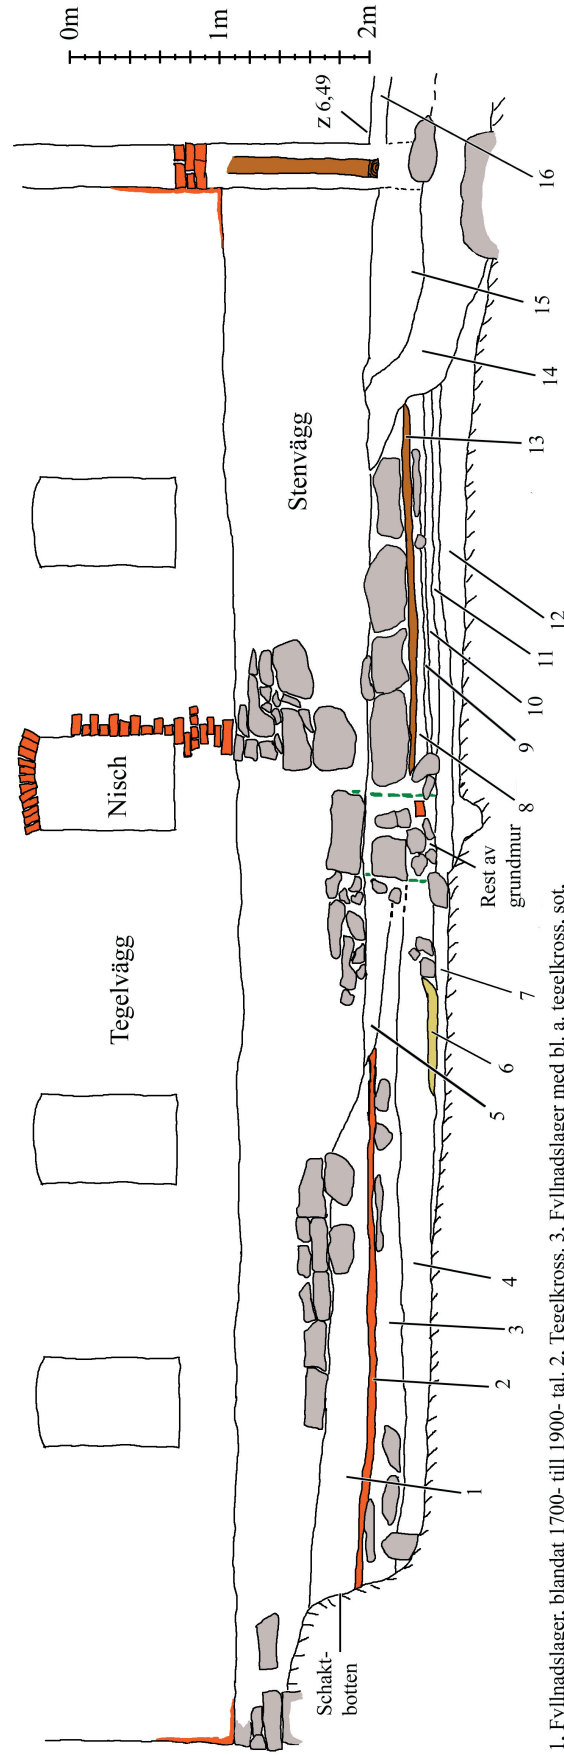 0m
1m
2m
z 6,49
Tegelvägg
Nisch
Stenvägg
Schakt-
botten
Rest av
grundmur
1
2
3
4
5
6
7
8
9
10
11
12
13
14
15
16
1. Fyllnadslager, blandat 1700- till 1900- tal. 2. Tegelkross. 3. Fyllnadslager med bl. a. tegelkross, sot.